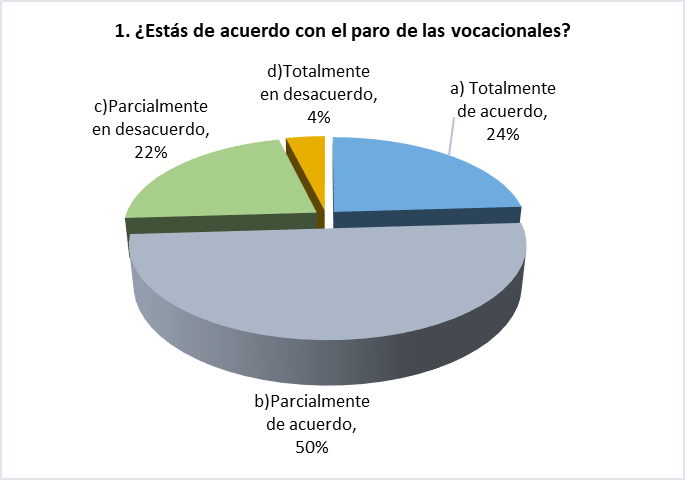 1. ¿Estás de acuerdo con el paro de las vocacionales?
d)Totalmente
en desacuerdo,
4%
a) Totalmente
de acuerdo,
24%
c)Parcialmente
en desacuerdo,
22%
b)Parcialmente
de acuerdo,
50%